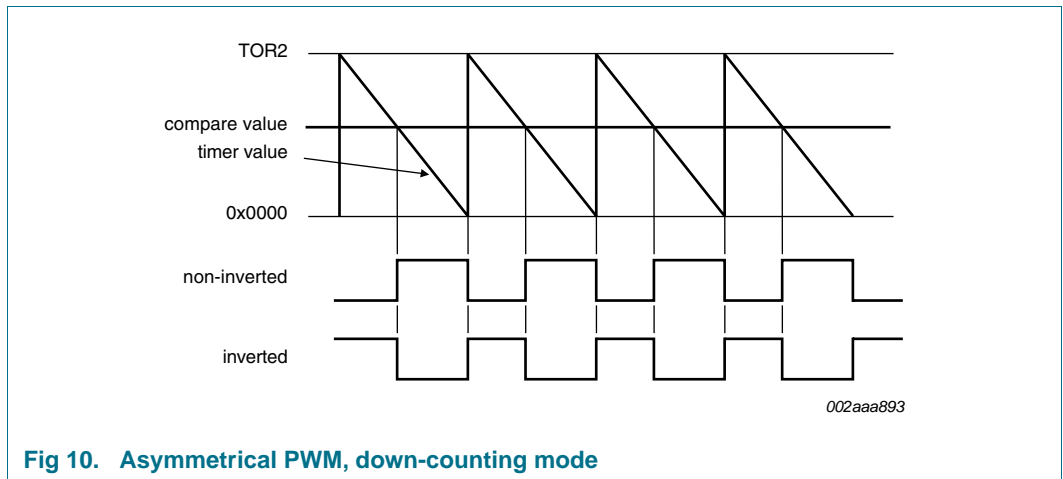 TOR2
compare value
timer value
0x0000
non-inverted
inverted
002aaa893
Fig 10. Asymmetrical PWM, down-counting mode